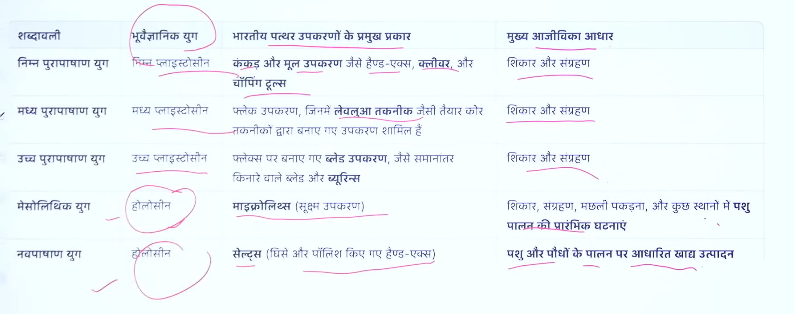 शब्दावली भूवैज्ञानिक युग भारतीय पत्थर उपकरणों के प्रमुख प्रकार मुख्य आजीविका आधार
निम्न पुरापाषाण युग निम्न प्लाइस्टोसीन कंकड़ और मूल उपकरण जैसे हैण्ड-एक्स, क्लीवर, और शिकार और संग्रहण
चॉपिंग टूल्स
मध्य पुरापाषाण युग मध्य प्लाइस्टोसीन फ्लेक उपकरण, जिनमें लेवलुआ तकनीक जैसी तैयार कोर शिकार और संग्रहण
तकनीकों द्वारा बनाए गए उपकरण शामिल हैं
उच्च पुरापाषाण युग उच्च प्लाइस्टोसीन फ्लेक्स पर बनाए गए ब्लेड उपकरण, जैसे समानांतर शिकार और संग्रहण
किनारे वाले ब्लेड और ब्यूरिन्स
मेसोलिथिक युग होलोसीन माइक्रोलिथ्स (सूक्ष्म उपकरण) शिकार, संग्रहण, मछली पकड़ना, और कुछ स्थानों में पशु
पालन की प्रारंभिक घटनाएं
नवपाषाण युग होलोसीन सेल्ट्स (घिसे और पॉलिश किए गए हैण्ड-एक्स) पशु और पौधों के पालन पर आधारित खाद्य उत्पादन